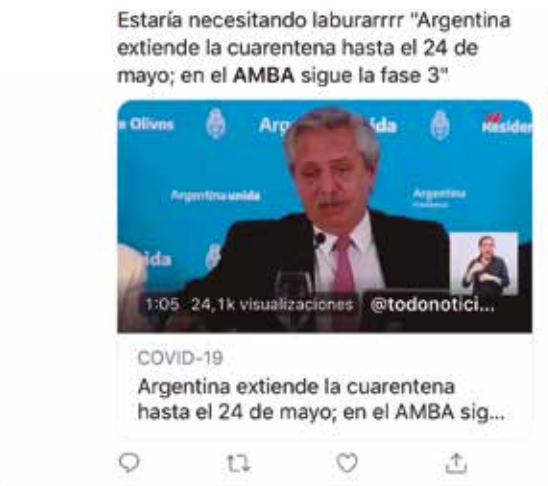 Estaría necesitando laburarrrr "Argentina
extiende la cuarentena hasta el 24 de
mayo; en el AMBA sigue la fase 3"
Olivos
Argentina unida
Argentina
ida
1:05 24,1k visualizaciones @todonotici...
COVID-19
Argentina extiende la cuarentena
hasta el 24 de mayo; en el AMBA sig...